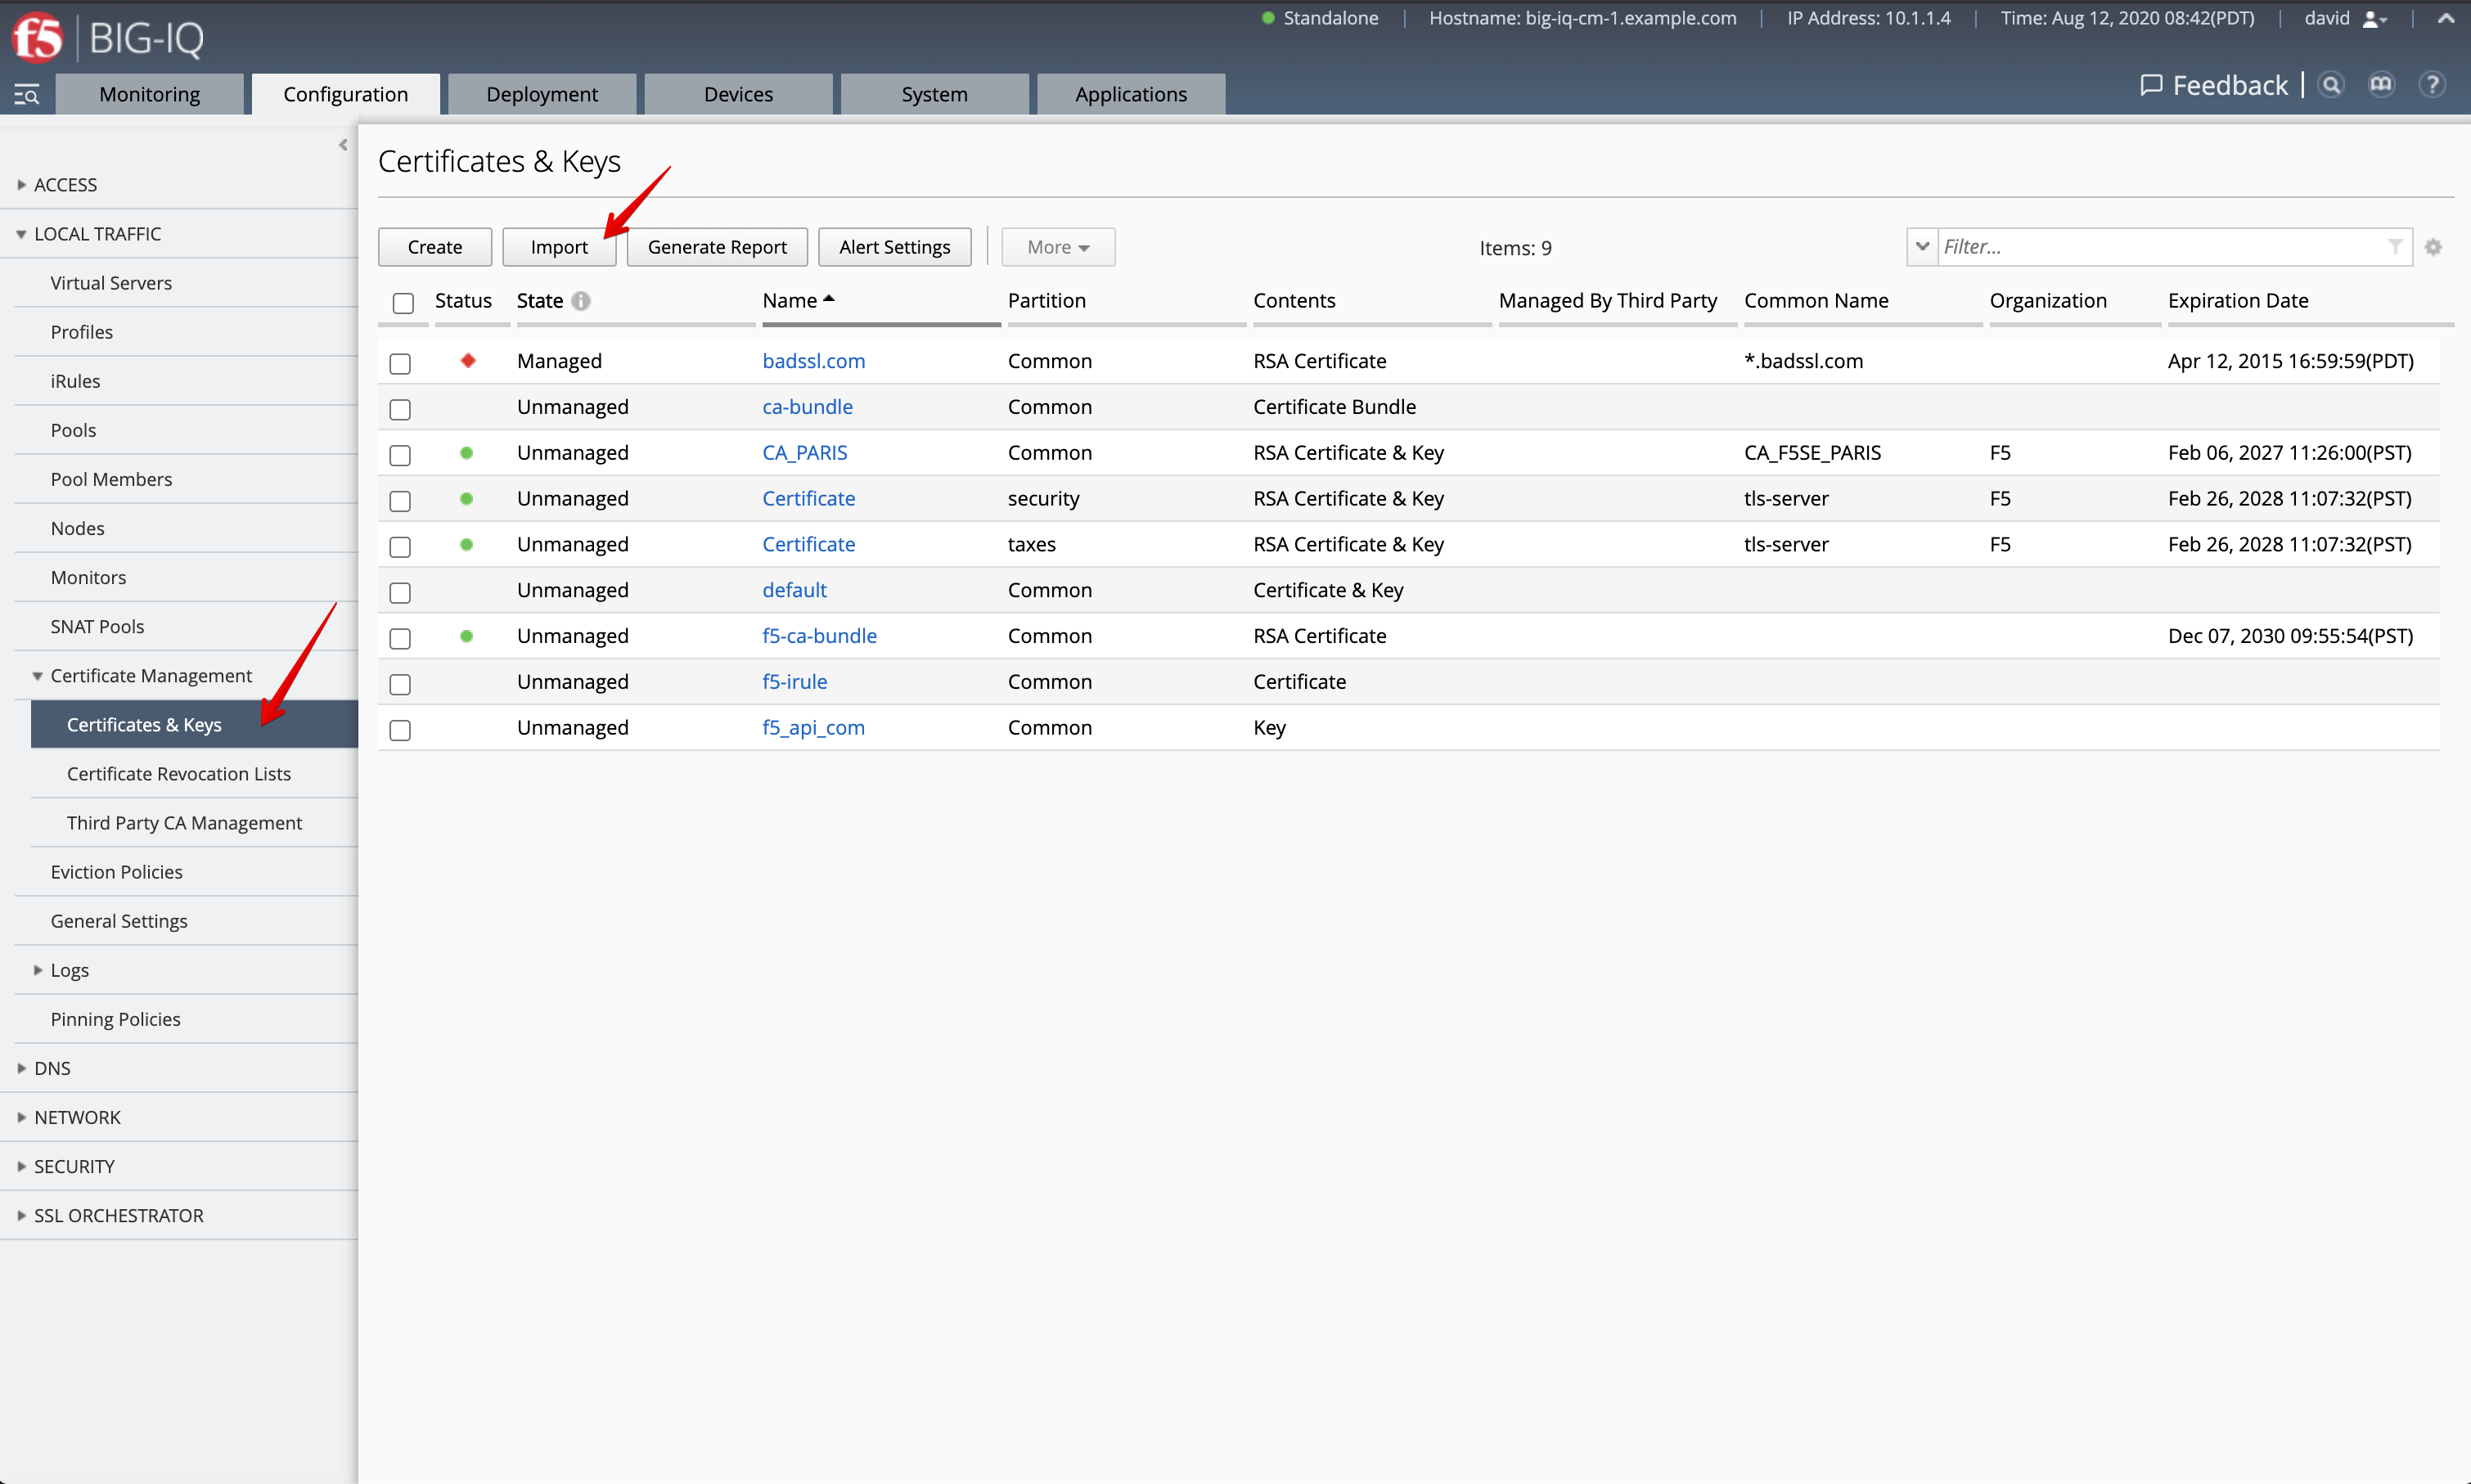 f5 BIG-IQ
Standalone Hostname: big-iq-cm-1.example.com IP Address: 10.1.1.4 Time: Aug 12, 2020 08:42(PDT) david
Monitoring Configuration Deployment Devices System Applications
Feedback
ACCESS
LOCAL TRAFFIC
Virtual Servers
Profiles
iRules
Pools
Pool Members
Nodes
Monitors
SNAT Pools
Certificate Management
Certificates & Keys
Certificate Revocation Lists
Third Party CA Management
Eviction Policies
General Settings
Logs
Pinning Policies
DNS
NETWORK
SECURITY
SSL ORCHESTRATOR
Certificates & Keys
Create Import Generate Report Alert Settings More Items: 9 Filter...
Status State Name Partition Contents Managed By Third Party Common Name Organization Expiration Date
Managed badssl.com Common RSA Certificate *.badssl.com Apr 12, 2015 16:59:59(PDT)
Unmanaged ca-bundle Common Certificate Bundle
Unmanaged CA_PARIS Common RSA Certificate & Key CA_F5SE_PARIS F5 Feb 06, 2027 11:26:00(PST)
Unmanaged Certificate security RSA Certificate & Key tls-server F5 Feb 26, 2028 11:07:32(PST)
Unmanaged Certificate taxes RSA Certificate & Key tls-server F5 Feb 26, 2028 11:07:32(PST)
Unmanaged default Common Certificate & Key
Unmanaged f5-ca-bundle Common RSA Certificate Dec 07, 2030 09:55:54(PST)
Unmanaged f5-irule Common Certificate
Unmanaged f5_api_com Common Key